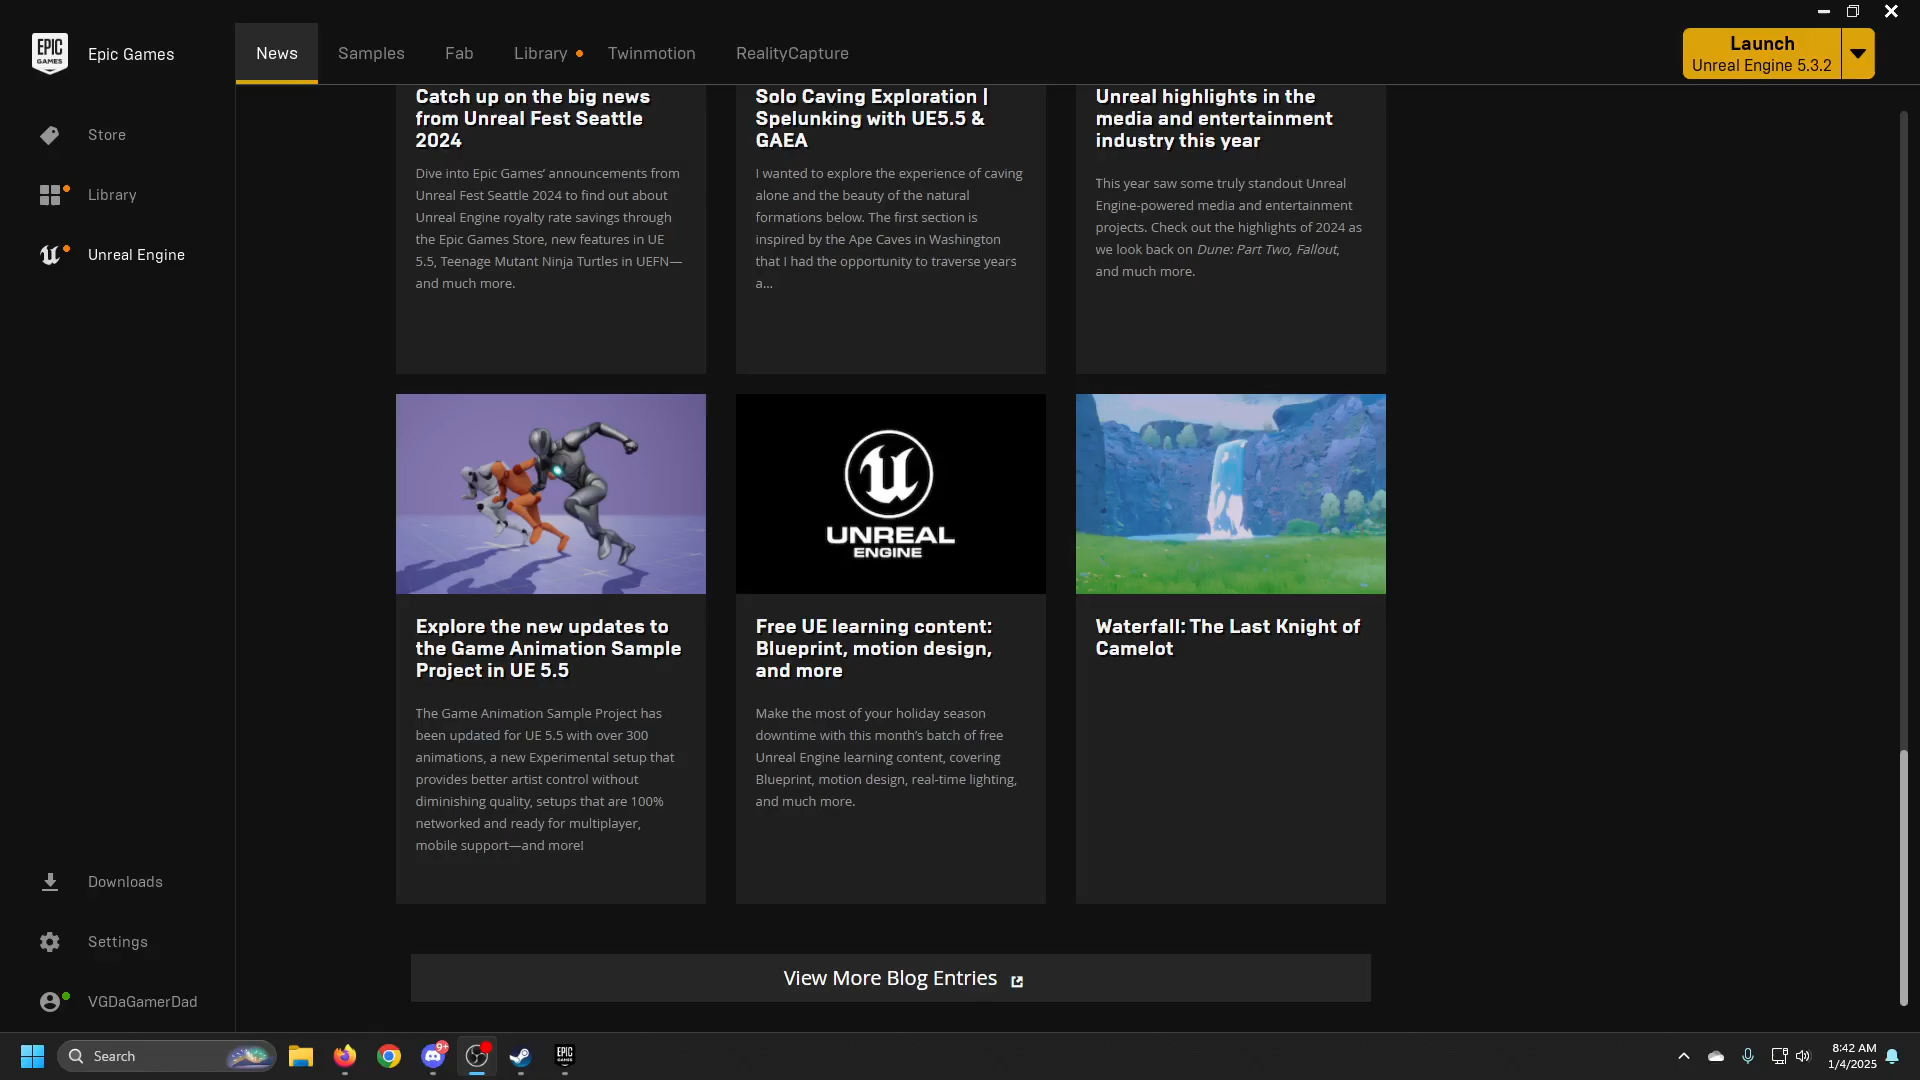 EPIC
GAMES
Epic Games
News
Samples
Fab
Library
Twinmotion
RealityCapture
Launch
Unreal Engine 5.3.2
Store
Library
Unreal Engine
Catch up on the big news
from Unreal Fest Seattle
2024
Dive into Epic Games’ announcements from
Unreal Fest Seattle 2024 to find out about
Unreal Engine royalty rate savings through
the Epic Games Store, new features in UE
5.5, Teenage Mutant Ninja Turtles in UEFN—
and much more.
Solo Caving Exploration |
Spelunking with UE5.5 &
GAEA
I wanted to explore the experience of caving
alone and the beauty of the natural
formations below. The first section is
inspired by the Ape Caves in Washington
that I had the opportunity to traverse years
a...
Unreal highlights in the
media and entertainment
industry this year
This year saw some truly standout Unreal
Engine-powered media and entertainment
projects. Check out the highlights of 2024 as
we look back on Dune: Part Two, Fallout,
and much more.
Explore the new updates to
the Game Animation Sample
Project in UE 5.5
The Game Animation Sample Project has
been updated for UE 5.5 with over 300
animations, a new Experimental setup that
provides better artist control without
diminishing quality, setups that are 100%
networked and ready for multiplayer,
mobile support—and more!
UNREAL
ENGINE
Free UE learning content:
Blueprint, motion design,
and more
Make the most of your holiday season
downtime with this month’s batch of free
Unreal Engine learning content, covering
Blueprint, motion design, real-time lighting,
and much more.
Waterfall: The Last Knight of
Camelot
View More Blog Entries
Downloads
Settings
VGDaGamerDad
Search
9+
EPIC
GAMES
8:42 AM
1/4/2025